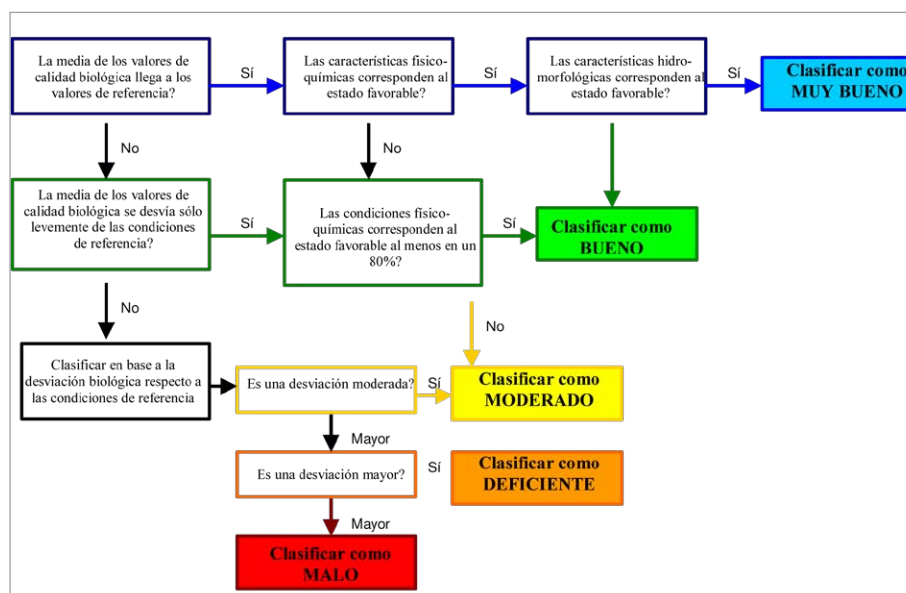 La media de los valores de
calidad biológica llega a los
valores de referencia?
Sí
Las características fisico-
químicas corresponden al
estado favorable?
Sí
Las características hidro-
morfológicas corresponden al
estado favorable?
Sí
Clasificar como
MUY BUENO
No
No
La media de los valores de
calidad biológica se desvía sólo
levemente de las condiciones
de referencia?
Sí
Las condiciones físico-
químicas corresponden al
estado favorable al menos en un
80%?
Sí
Clasificar como
BUENO
No
No
Clasificar en base a la
desviación biológica respecto a
las condiciones de referencia
Es una desviación moderada?
Sí
Clasificar como
MODERADO
Mayor
Es una desviación mayor?
Sí
Clasificar como
DEFICIENTE
Mayor
Clasificar como
MALO